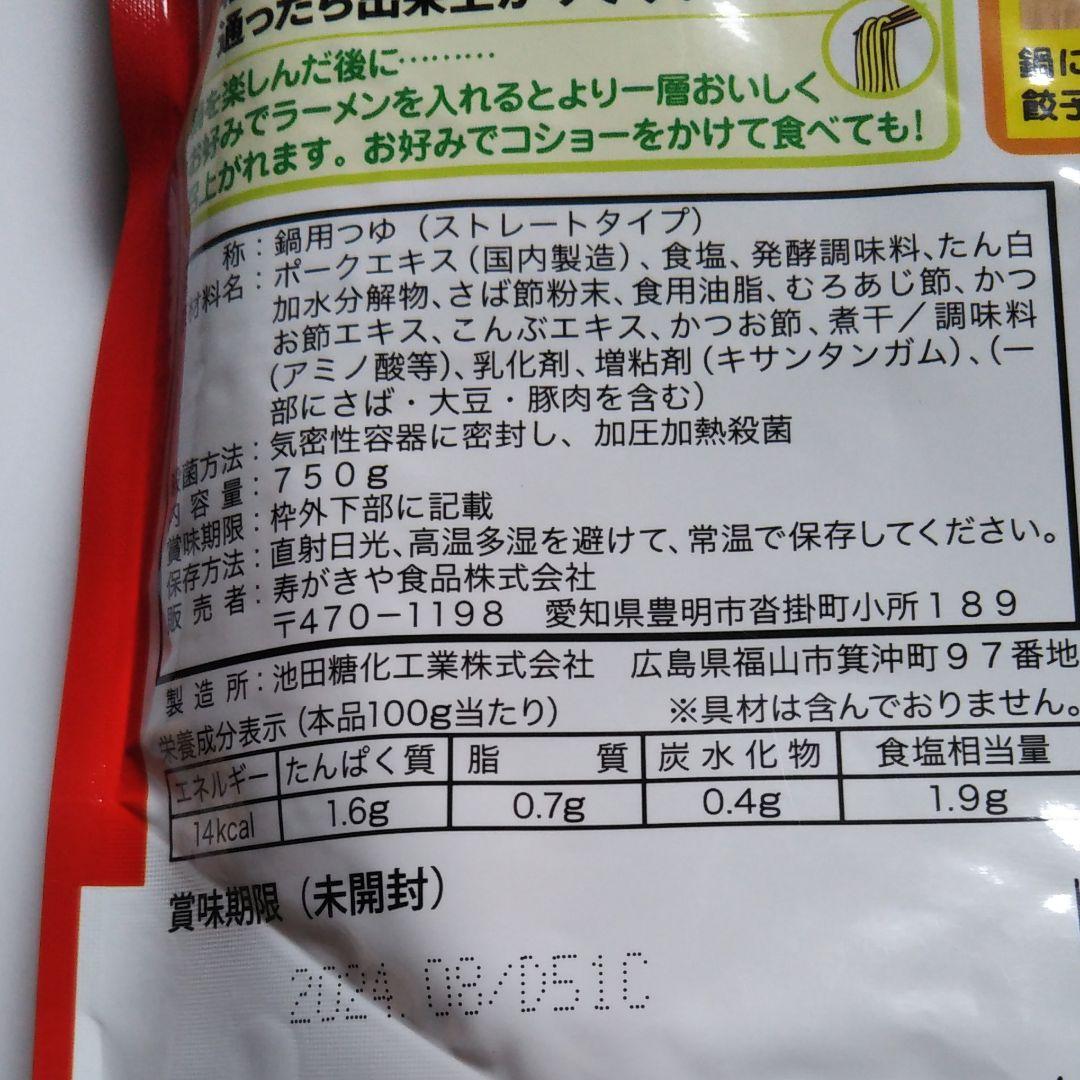 通ったら出来上が
を楽しんだ後に………
お好みでラーメンを入れるとより一層おいしく
上がれます。お好みでコショーをかけて食べても!
鍋に
餃子
称：鍋用つゆ（ストレートタイプ）
材料名：ポークエキス（国内製造）、食塩、発酵調味料、たん白
加水分解物、さば節粉末、食用油脂、むろあじ節、かつ
お節エキス、こんぶエキス、かつお節、煮干／調味料
（アミノ酸等）、乳化剤、増粘剤（キサンタンガム）、（一
部にさば・大豆・豚肉を含む）
殺菌方法：気密性容器に密封し、加圧加熱殺菌
内容量：750g
賞味期限：枠外下部に記載
保存方法：直射日光、高温多湿を避けて、常温で保存してください。
販売者：寿がきや食品株式会社
〒470－1198 愛知県豊明市沓掛町小所189
製造所：池田糖化工業株式会社 広島県福山市箕沖町97番地
栄養成分表示（本品100g当たり） ※具材は含んでおりません。
エネルギー たんぱく質 脂質 炭水化物 食塩相当量
14kcal 1.6g 0.7g 0.4g 1.9g
賞味期限（未開封）
2024.08/D51C